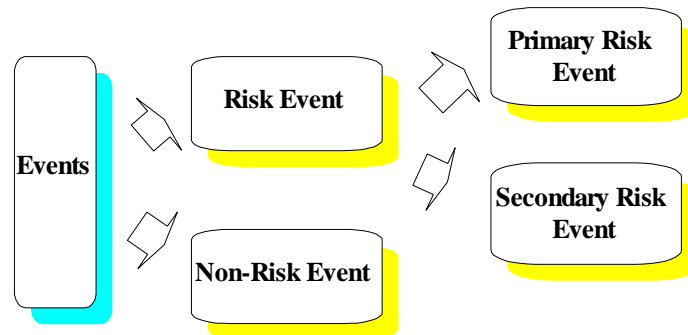 Events
Risk Event
Non-Risk Event
Primary Risk
Event
Secondary Risk
Event